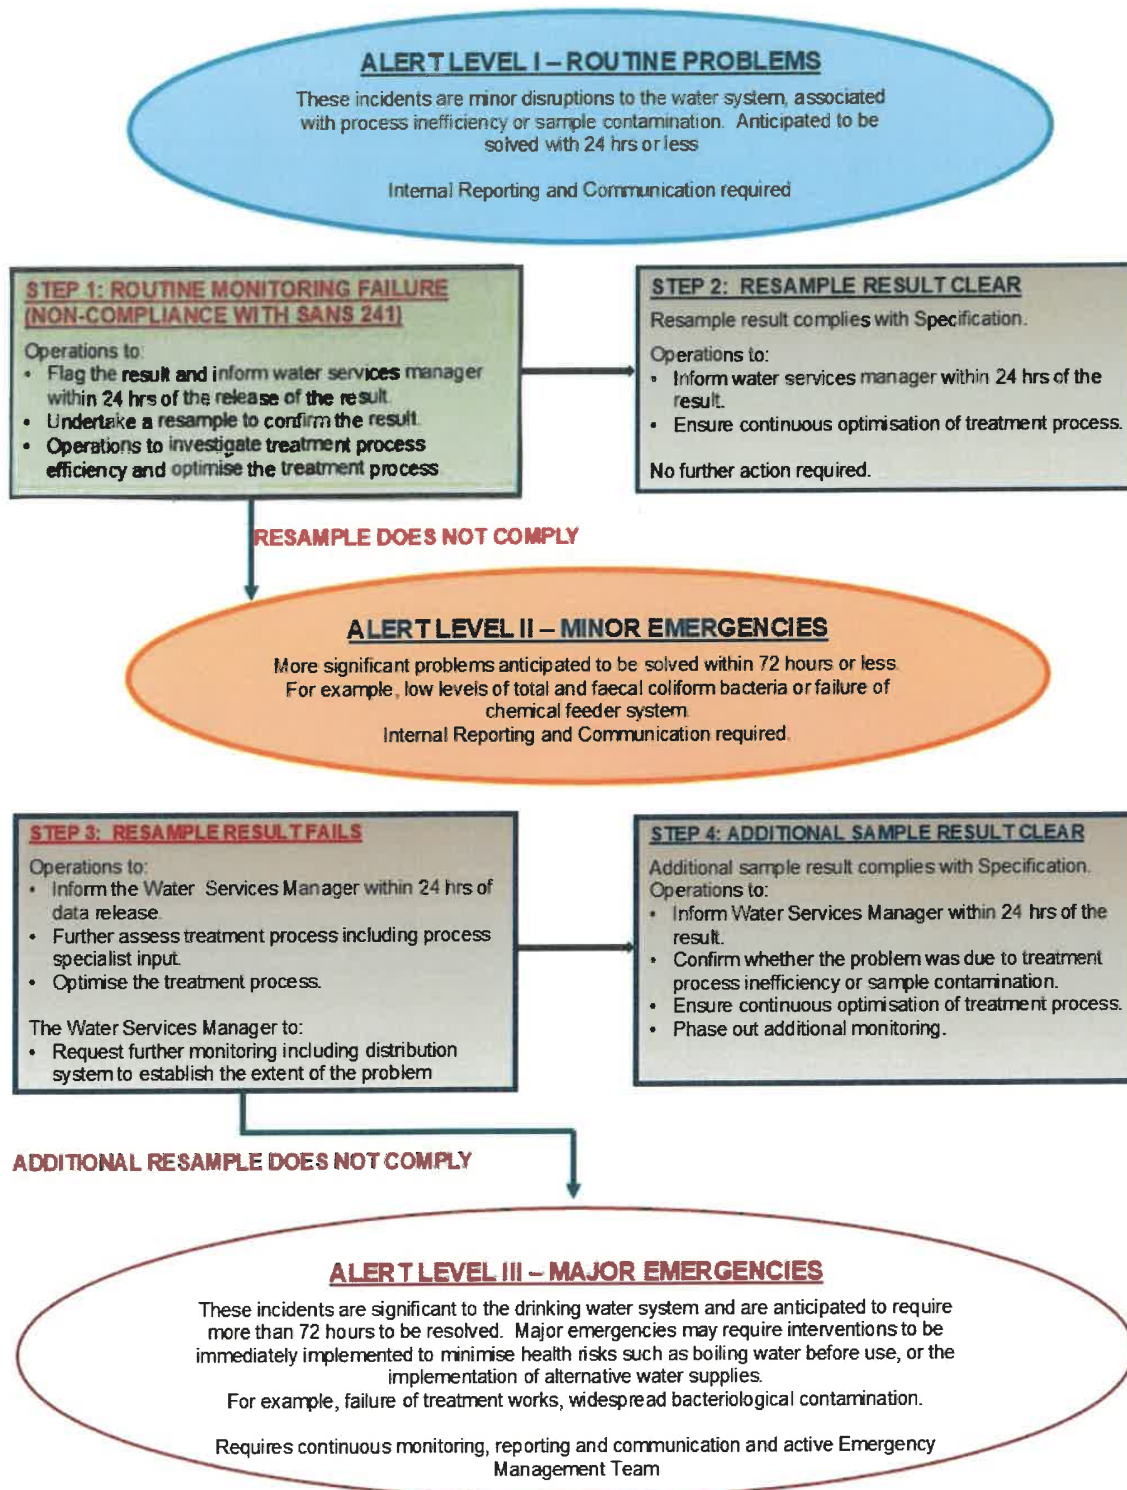 ALERT LEVEL I – ROUTINE PROBLEMS
These incidents are minor disruptions to the water system, associated
with process inefficiency or sample contamination. Anticipated to be
solved with 24 hrs or less
Internal Reporting and Communication required
STEP 1: ROUTINE MONITORING FAILURE
(NON-COMPLIANCE WITH SANS 241)
Operations to:
• Flag the result and inform water services manager
within 24 hrs of the release of the result.
• Undertake a resample to confirm the result.
• Operations to investigate treatment process
efficiency and optimise the treatment process
STEP 2: RESAMPLE RESULT CLEAR
Resample result complies with Specification.
Operations to:
• Inform water services manager within 24 hrs of the
result.
• Ensure continuous optimisation of treatment process.
No further action required.
RESAMPLE DOES NOT COMPLY
ALERT LEVEL II – MINOR EMERGENCIES
More significant problems anticipated to be solved within 72 hours or less.
For example, low levels of total and faecal coliform bacteria or failure of
chemical feeder system.
Internal Reporting and Communication required.
STEP 3: RESAMPLE RESULT FAILS
Operations to:
• Inform the Water Services Manager within 24 hrs of
data release.
• Further assess treatment process including process
specialist input.
• Optimise the treatment process.
The Water Services Manager to:
• Request further monitoring including distribution
system to establish the extent of the problem
STEP 4: ADDITIONAL SAMPLE RESULT CLEAR
Additional sample result complies with Specification.
Operations to:
• Inform Water Services Manager within 24 hrs of the
result.
• Confirm whether the problem was due to treatment
process inefficiency or sample contamination.
• Ensure continuous optimisation of treatment process.
• Phase out additional monitoring.
ADDITIONAL RESAMPLE DOES NOT COMPLY
ALERT LEVEL III – MAJOR EMERGENCIES
These incidents are significant to the drinking water system and are anticipated to require
more than 72 hours to be resolved. Major emergencies may require interventions to be
immediately implemented to minimise health risks such as boiling water before use, or the
implementation of alternative water supplies.
For example, failure of treatment works, widespread bacteriological contamination.
Requires continuous monitoring, reporting and communication and active Emergency
Management Team